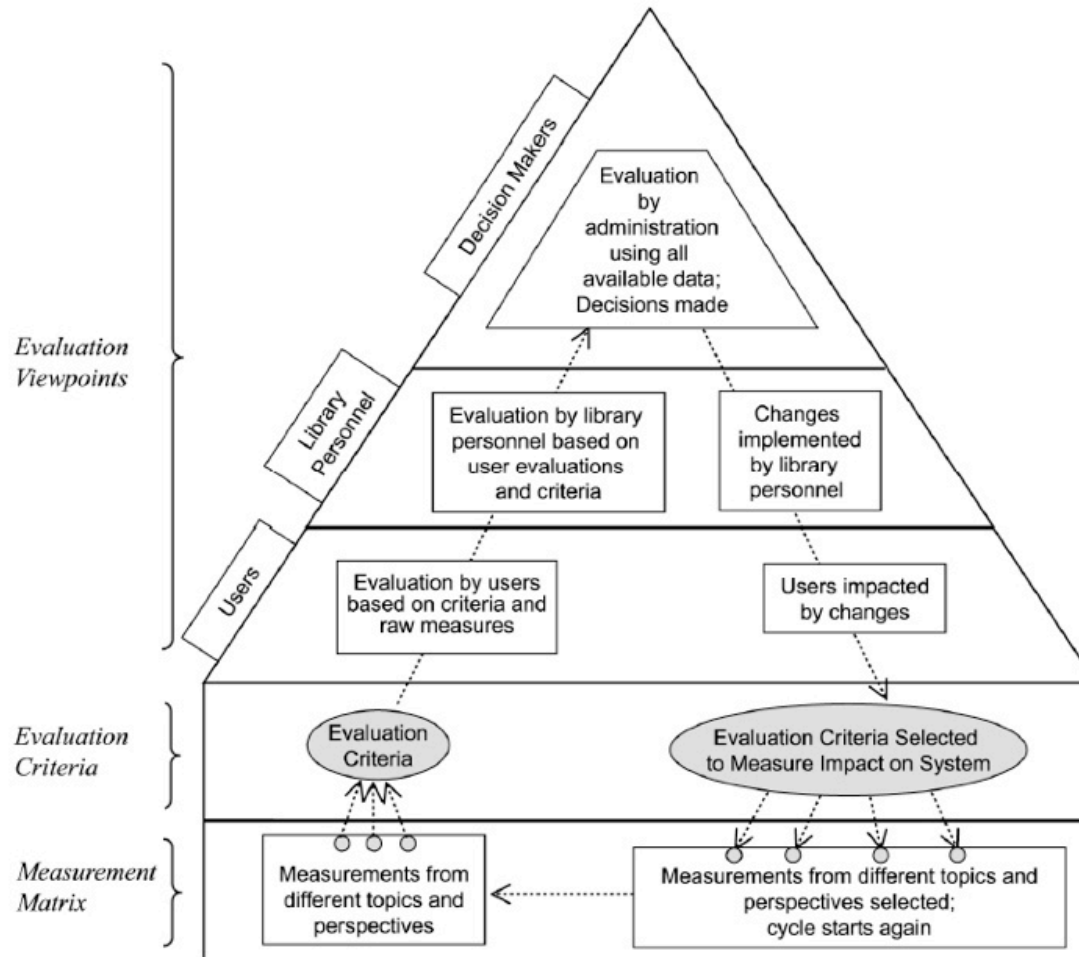 Decision Makers
Evaluation
by
administration
using all
available data;
Decisions made
Evaluation
Viewpoints
Library
Personnel
Evaluation by library
personnel based on
user evaluations
and criteria
Changes
implemented
by library
personnel
Users
Evaluation by users
based on criteria and
raw measures
Users impacted
by changes
Evaluation
Criteria
Evaluation
Criteria
Evaluation Criteria Selected
to Measure Impact on System
Measurement
Matrix
Measurements from
different topics and
perspectives
Measurements from different topics and
perspectives selected;
cycle starts again